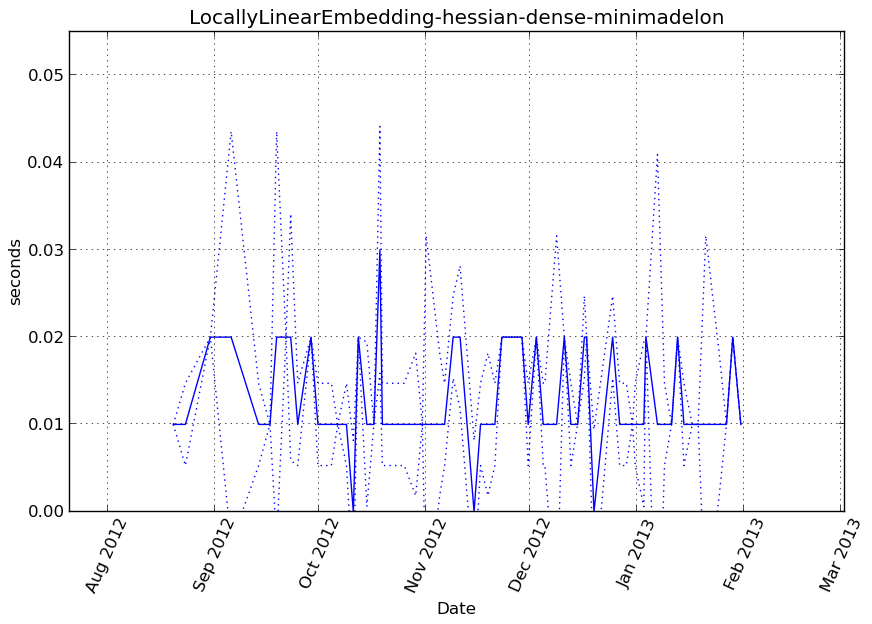 LocallyLinearEmbedding-hessian-dense-minimadelon
0.05
0.04
0.03
0.02
0.01
0.00
seconds
Aug 2012
Sep 2012
Oct 2012
Nov 2012
Dec 2012
Jan 2013
Feb 2013
Mar 2013
Date